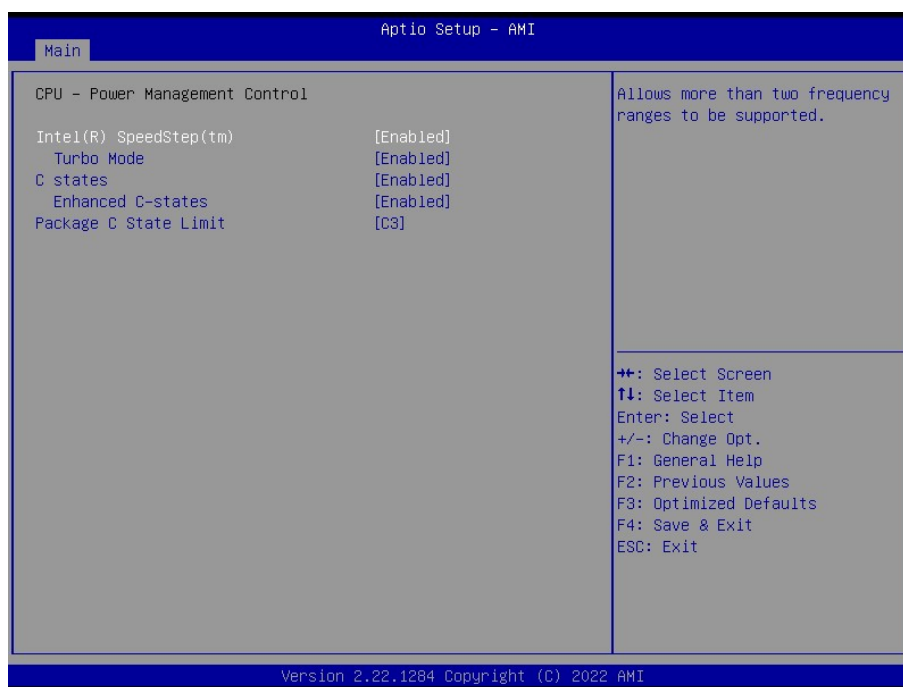 Aptio Setup – AMI
Main
CPU – Power Management Control
Intel(R) SpeedStep(tm) [Enabled]
Turbo Mode [Enabled]
C states [Enabled]
Enhanced C-states [Enabled]
Package C State Limit [C3]
Allows more than two frequency
ranges to be supported.
→←: Select Screen
↑↓: Select Item
Enter: Select
+/-: Change Opt.
F1: General Help
F2: Previous Values
F3: Optimized Defaults
F4: Save & Exit
ESC: Exit
Version 2.22.1284 Copyright (C) 2022 AMI